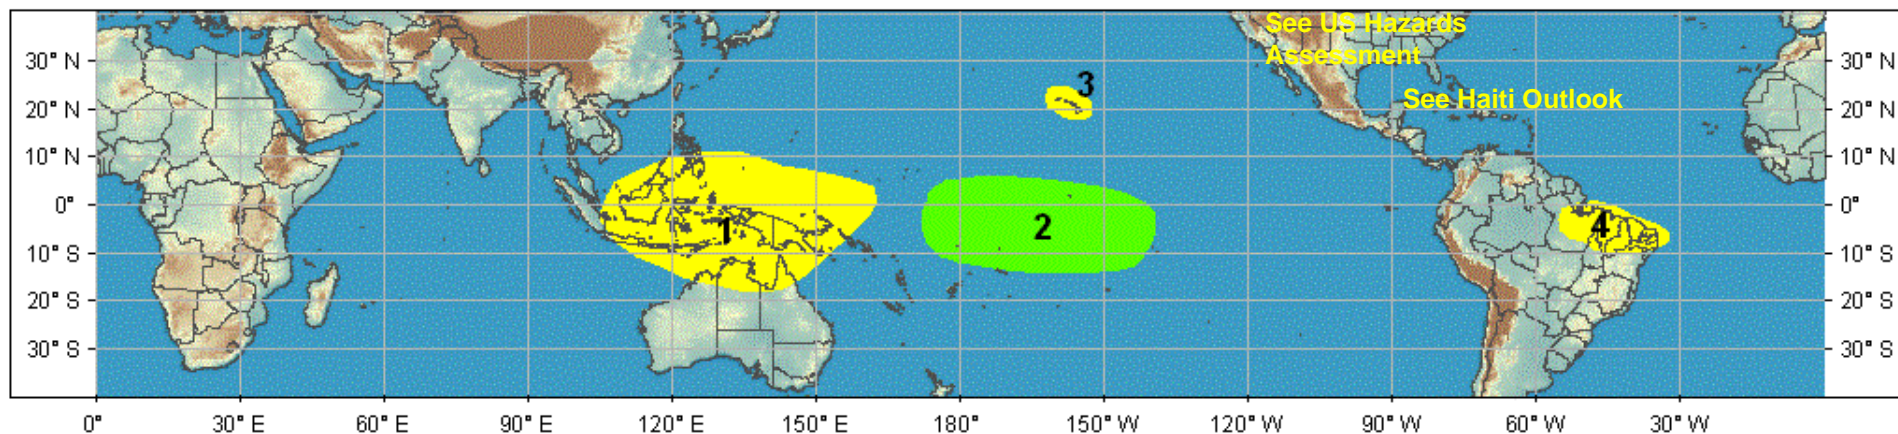 See US Hazards
Assessment
30° N
30° N
3
20° N
See Haiti Outlook
20° N
10° N
10° N
0°
1
2
4
0°
10° S
10° S
20° S
20° S
30° S
30° S
0°
30° E
60° E
90° E
120° E
150° E
180°
150° W
120° W
90° W
60° W
30° W